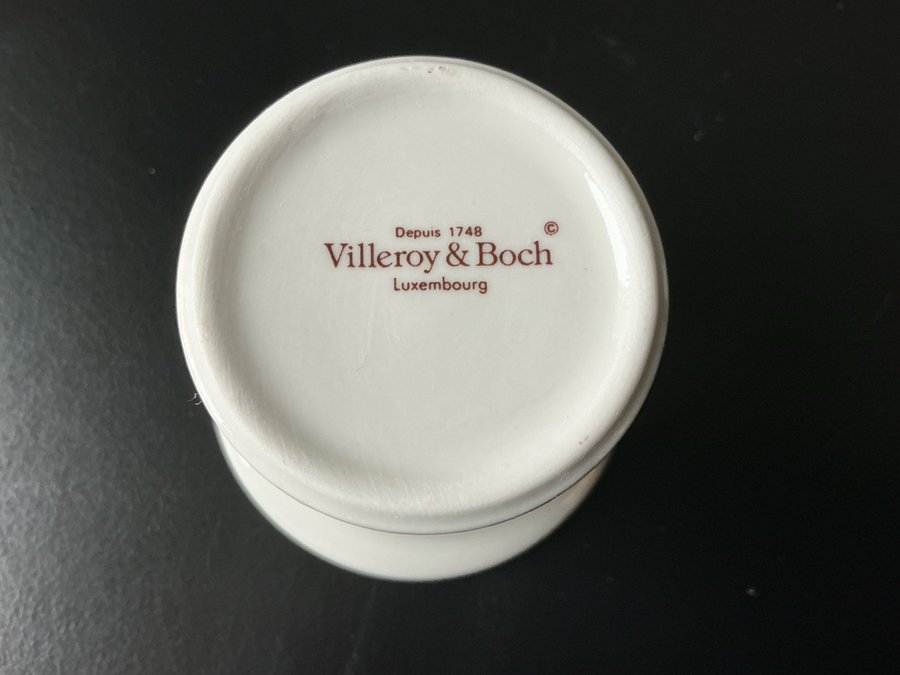 Depuis 1748
Villeroy & Boch ©
Luxembourg